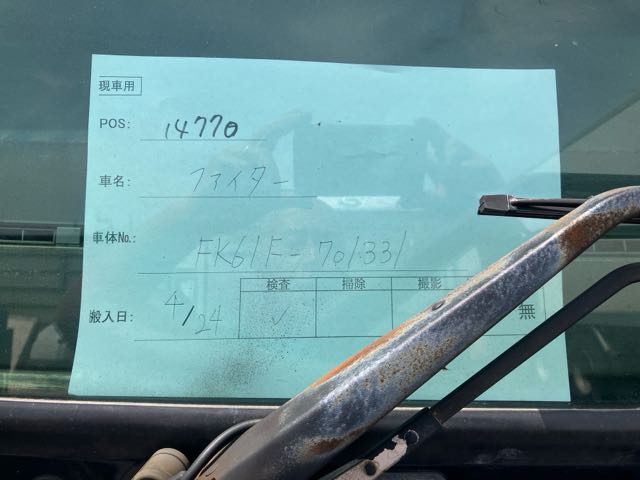 現車用
POS: 14770
車名: ファイター
車体No.: FK61F-701331
検査 掃除 撮影
搬入日: 4/24 ✓ 無